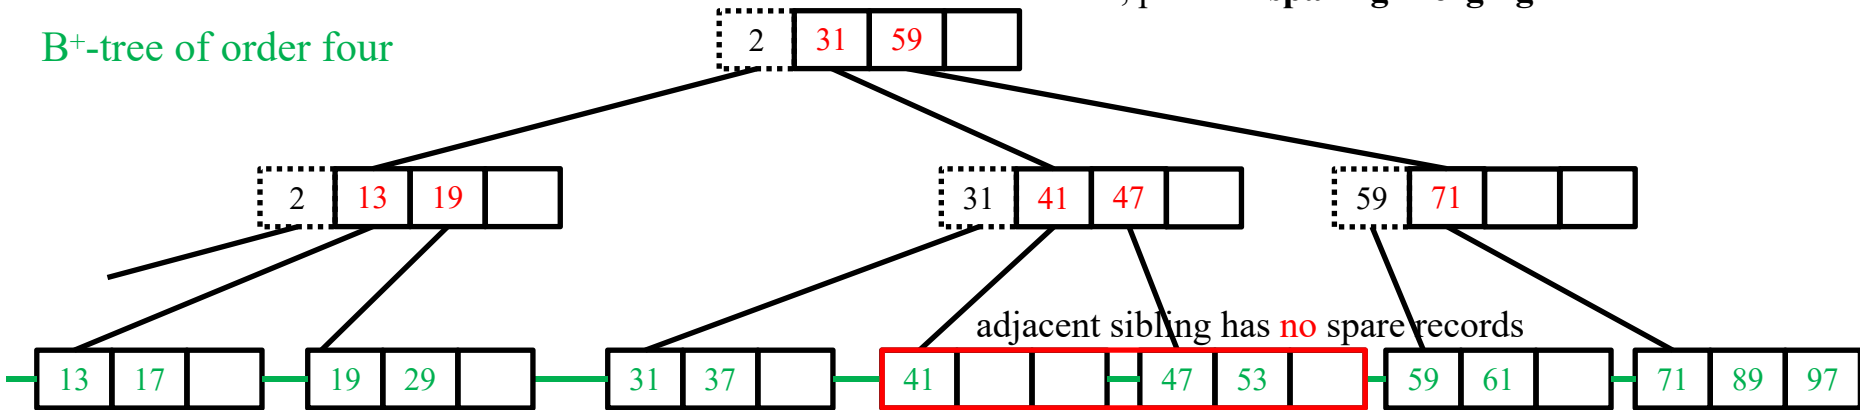 B+-tree of order four
2 31 59
2 13 19
31 41 47
59 71
adjacent sibling has no spare records
13 17
19 29
31 37
41
47 53
59 61
71 89 97